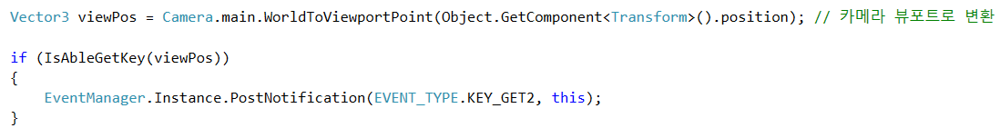 Vector3 viewPos = Camera.main.WorldToViewportPoint(Object.GetComponent<Transform>().position); // 카메라 뷰포트로 변환
if (IsAbleGetKey(viewPos))
{
    EventManager.Instance.PostNotification(EVENT_TYPE.KEY_GET2, this);
}